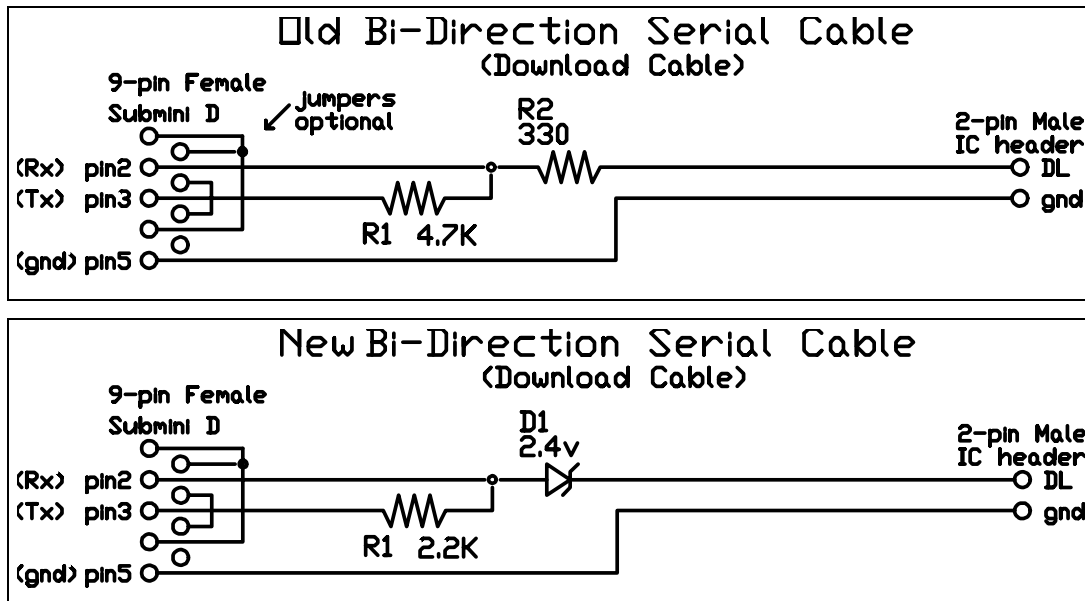 Old Bi-Direction Serial Cable
(Download Cable)
9-pin Female
Submini D
jumpers
optional
R2
330
2-pin Male
IC header
(Rx) pin2
DL
(Tx) pin3
gnd
R1 4.7K
(gnd) pin5
New Bi-Direction Serial Cable
(Download Cable)
9-pin Female
Submini D
D1
2.4v
2-pin Male
IC header
(Rx) pin2
DL
(Tx) pin3
gnd
R1 2.2K
(gnd) pin5